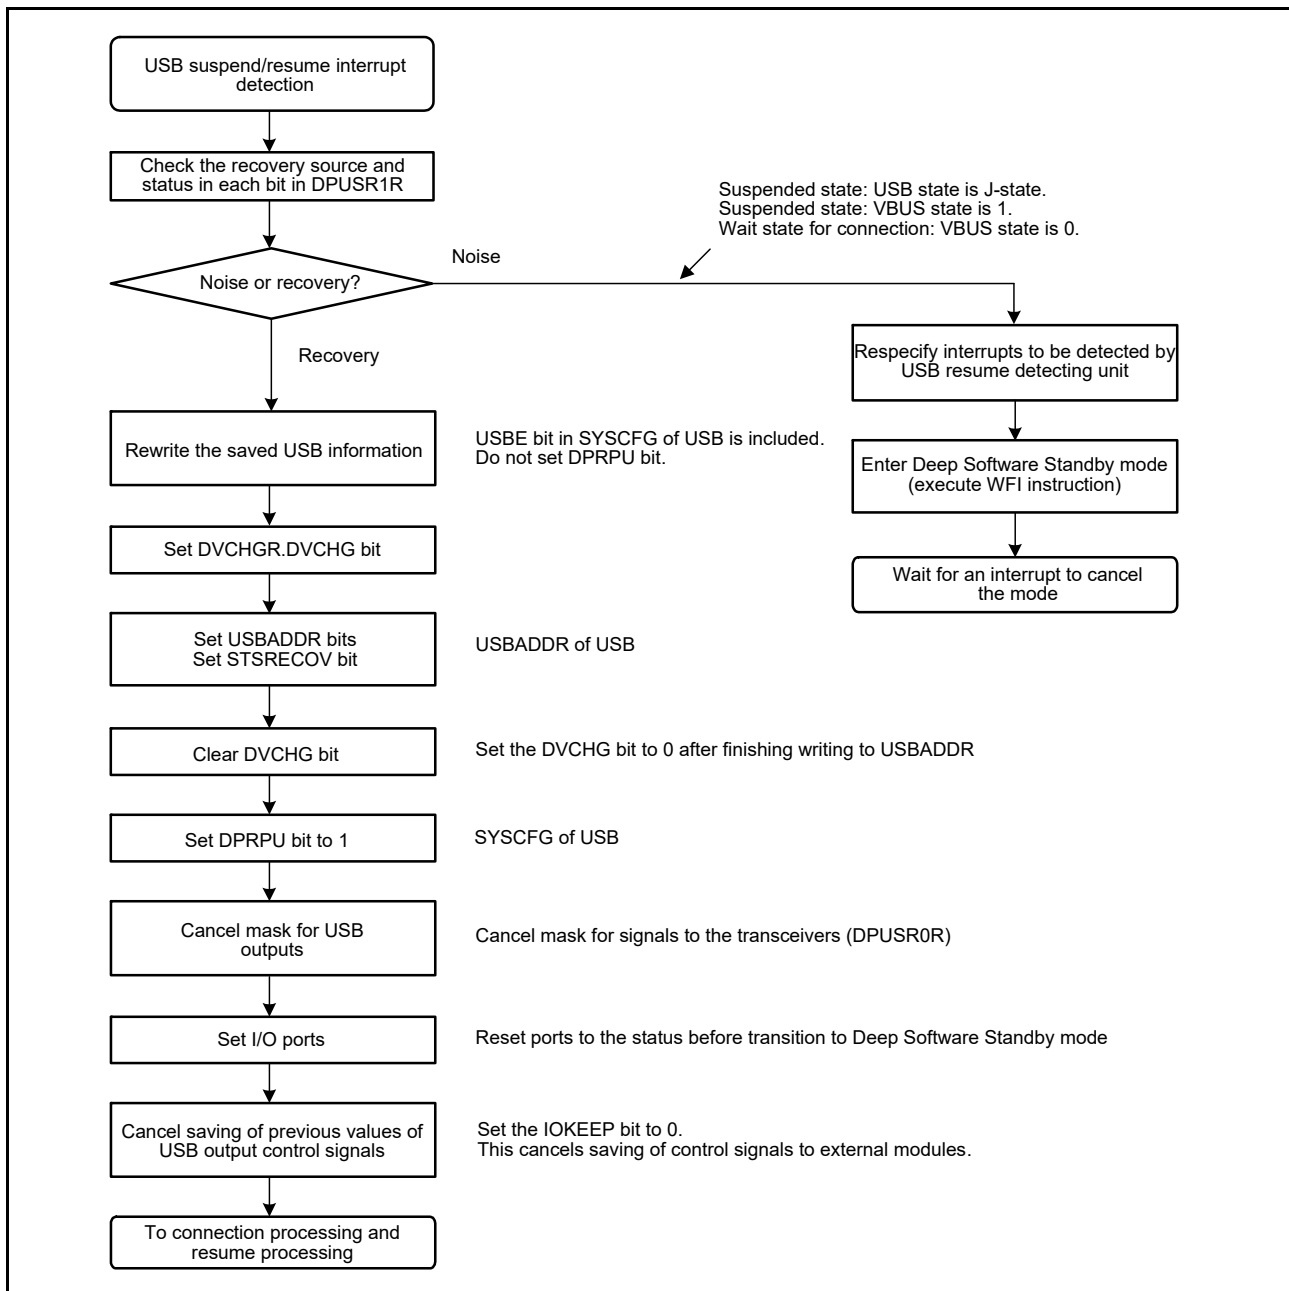 USB suspend/resume interrupt
detection
Check the recovery source and
status in each bit in DPUSR1R
Suspended state: USB state is J-state.
Suspended state: VBUS state is 1.
Wait state for connection: VBUS state is 0.
Noise
Noise or recovery?
Recovery
Respecify interrupts to be detected by
USB resume detecting unit
Rewrite the saved USB information
USBE bit in SYSCFG of USB is included.
Do not set DPRPU bit.
Enter Deep Software Standby mode
(execute WFI instruction)
Set DVCHGR.DVCHG bit
Wait for an interrupt to cancel
the mode
Set USBADDR bits
Set STSRECOV bit
USBADDR of USB
Clear DVCHG bit
Set the DVCHG bit to 0 after finishing writing to USBADDR
Set DPRPU bit to 1
SYSCFG of USB
Cancel mask for USB
outputs
Cancel mask for signals to the transceivers (DPUSR0R)
Set I/O ports
Reset ports to the status before transition to Deep Software Standby mode
Cancel saving of previous values of
USB output control signals
Set the IOKEEP bit to 0.
This cancels saving of control signals to external modules.
To connection processing and
resume processing